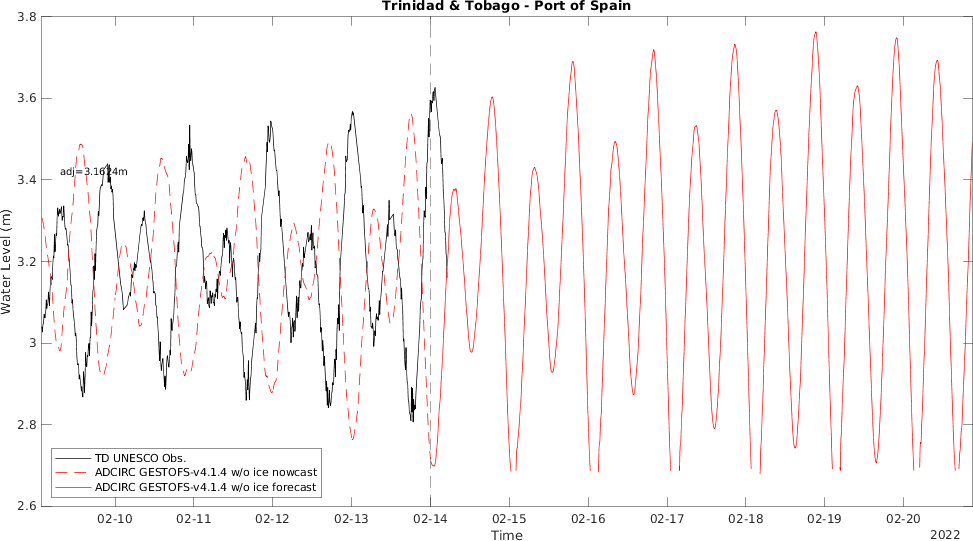 Trinidad & Tobago - Port of Spain
3.8
3.6
3.4
3.2
3
2.8
2.6
Water Level (m)
adj=3.1624m
TD UNESCO Obs.
ADCIRC GESTOFS-v4.1.4 w/o ice nowcast
ADCIRC GESTOFS-v4.1.4 w/o ice forecast
02-10 02-11 02-12 02-13 02-14 02-15 02-16 02-17 02-18 02-19 02-20
Time
2022